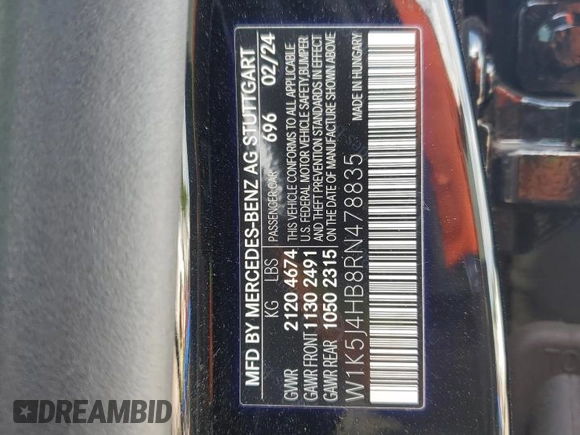 MFD BY MERCEDES-BENZ AG STUTTGART
KG LBS PASSENGER CAR 696 02/24
GVWR 2120 4674 THIS VEHICLE CONFORMS TO ALL APPLICABLE
GAWR FRONT 1130 2491 U.S. FEDERAL MOTOR VEHICLE SAFETY, BUMPER
GAWR REAR 1050 2315 AND THEFT PREVENTION STANDARDS IN EFFECT
ON THE DATE OF MANUFACTURE SHOWN ABOVE
W1K5J4HB8RN478835
MADE IN HUNGARY
DREAMBID